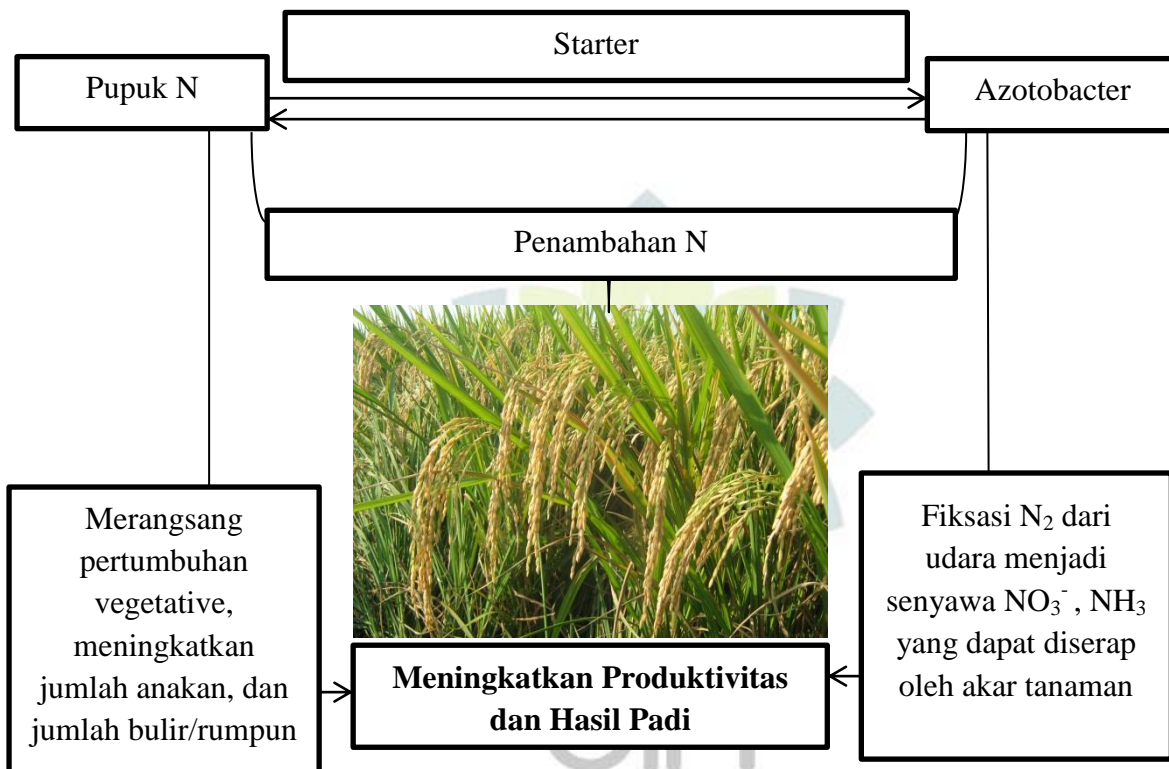 Starter
Pupuk N
Azotobacter
Penambahan N
Merangsang
pertumbuhan
vegetative,
meningkatkan
jumlah anakan, dan
jumlah bulir/rumpun
Fiksasi N₂ dari
udara menjadi
senyawa NO₃⁻ , NH₃
yang dapat diserap
oleh akar tanaman
Meningkatkan Produktivitas
dan Hasil Padi